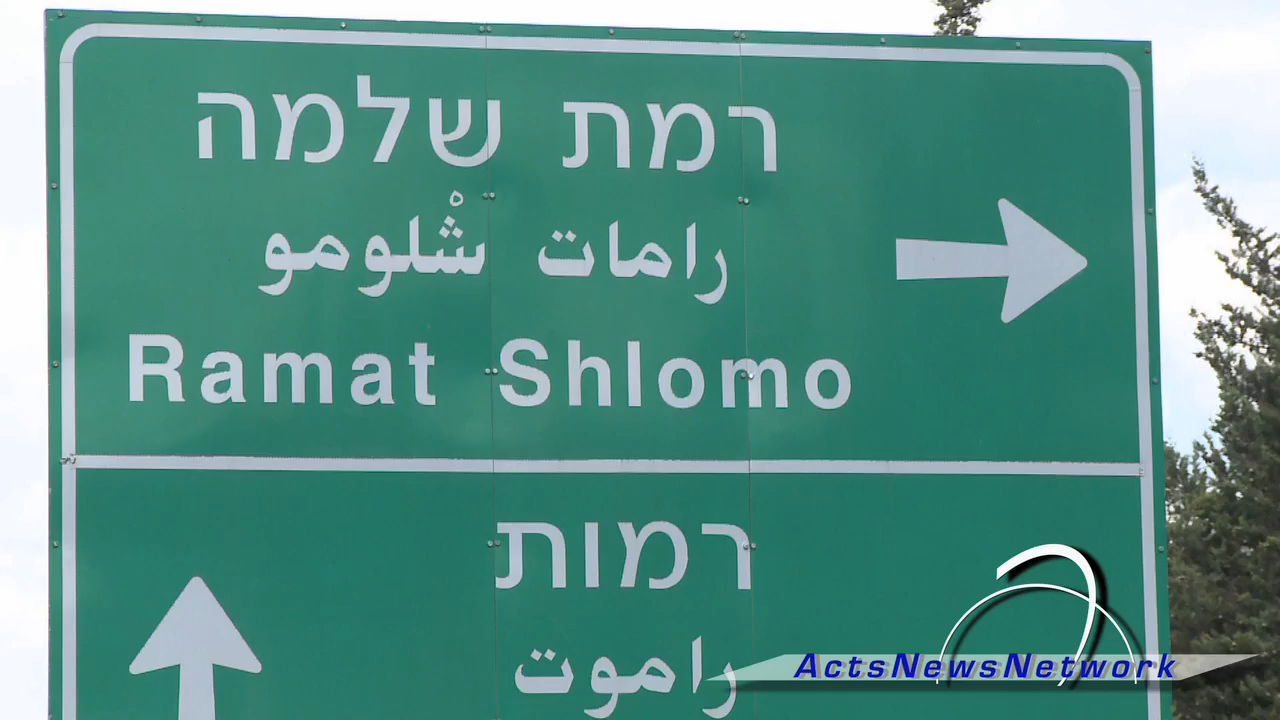 רמת שלמה
رامات شْلومو
Ramat Shlomo
רמות
راموت
ActsNewsNetwork